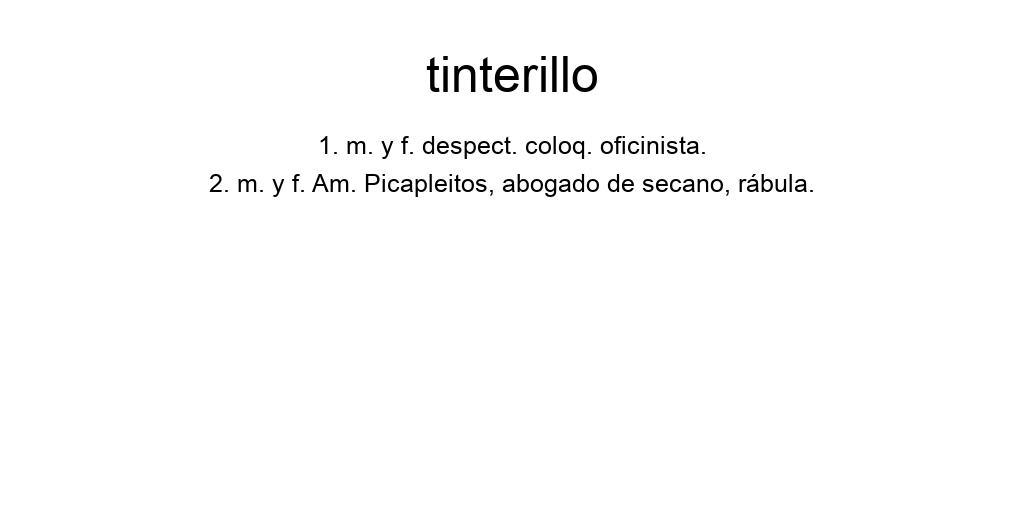 tinterillo
1. m. y f. despect. coloq. oficinista.
2. m. y f. Am. Picapleitos, abogado de secano, rábula.